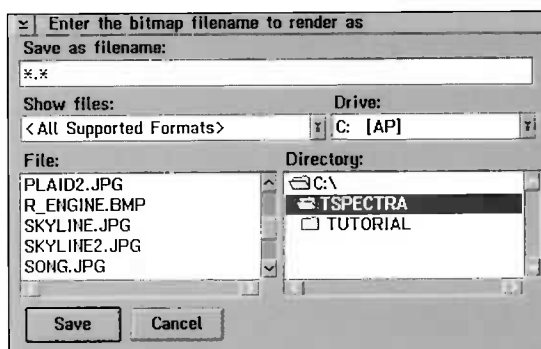 Enter the bitmap filename to render as
Save as filename:
*.*
Show files:
Drive:
<All Supported Formats>
C: [AP]
File:
Directory:
PLAID2.JPG
R_ENGINE.BMP
SKYLINE.JPG
SKYLINE2.JPG
SONG.JPG
C:\
TSPECTRA
TUTORIAL
Save
Cancel